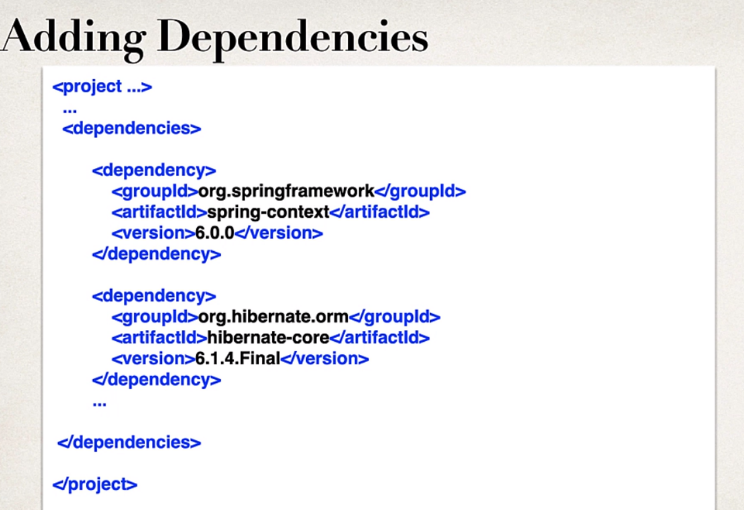 Adding Dependencies
<project ...>
...
<dependencies>
<dependency>
<groupId>org.springframework</groupId>
<artifactId>spring-context</artifactId>
<version>6.0.0</version>
</dependency>
<dependency>
<groupId>org.hibernate.orm</groupId>
<artifactId>hibernate-core</artifactId>
<version>6.1.4.Final</version>
</dependency>
...
</dependencies>
</project>